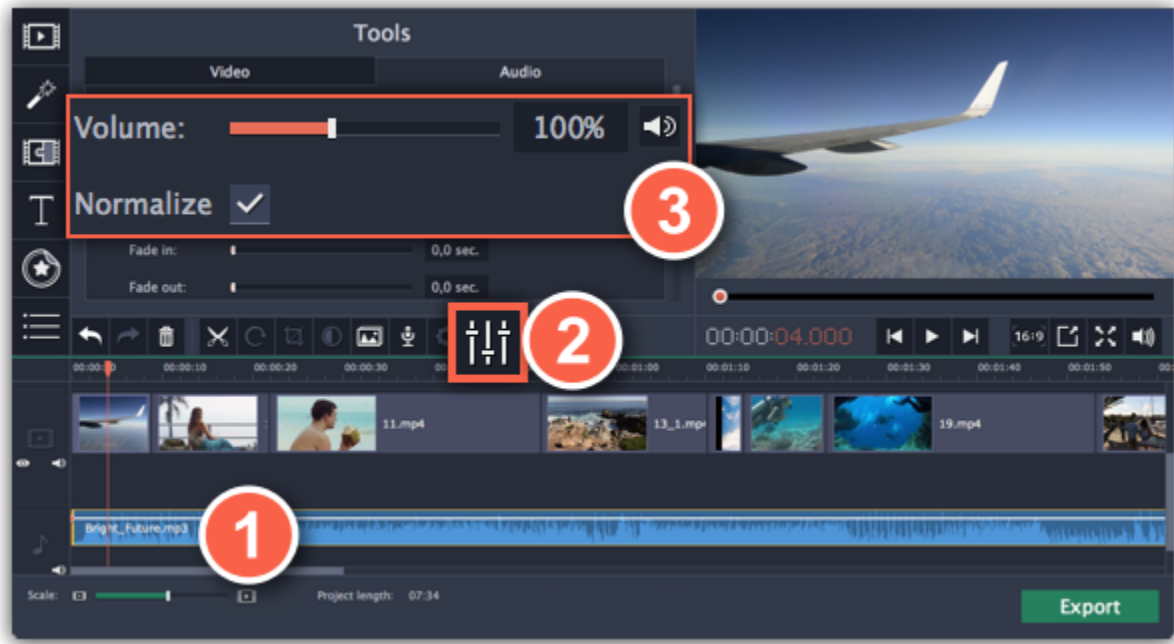 Tools
Video Audio
Volume: 100%
Normalize
3
T
Fade in: 0,0 sec.
Fade out: 0,0 sec.
2
00:00:04.000 16:9
00:00:10 00:00:20 00:00:30 00:01:00 00:01:10 00:01:20 00:01:30 00:01:40 00:01:50
11.mp4 13_1.mp4 19.mp4
Bright_Future.mp3
1
Scale: Project length: 07:34
Export